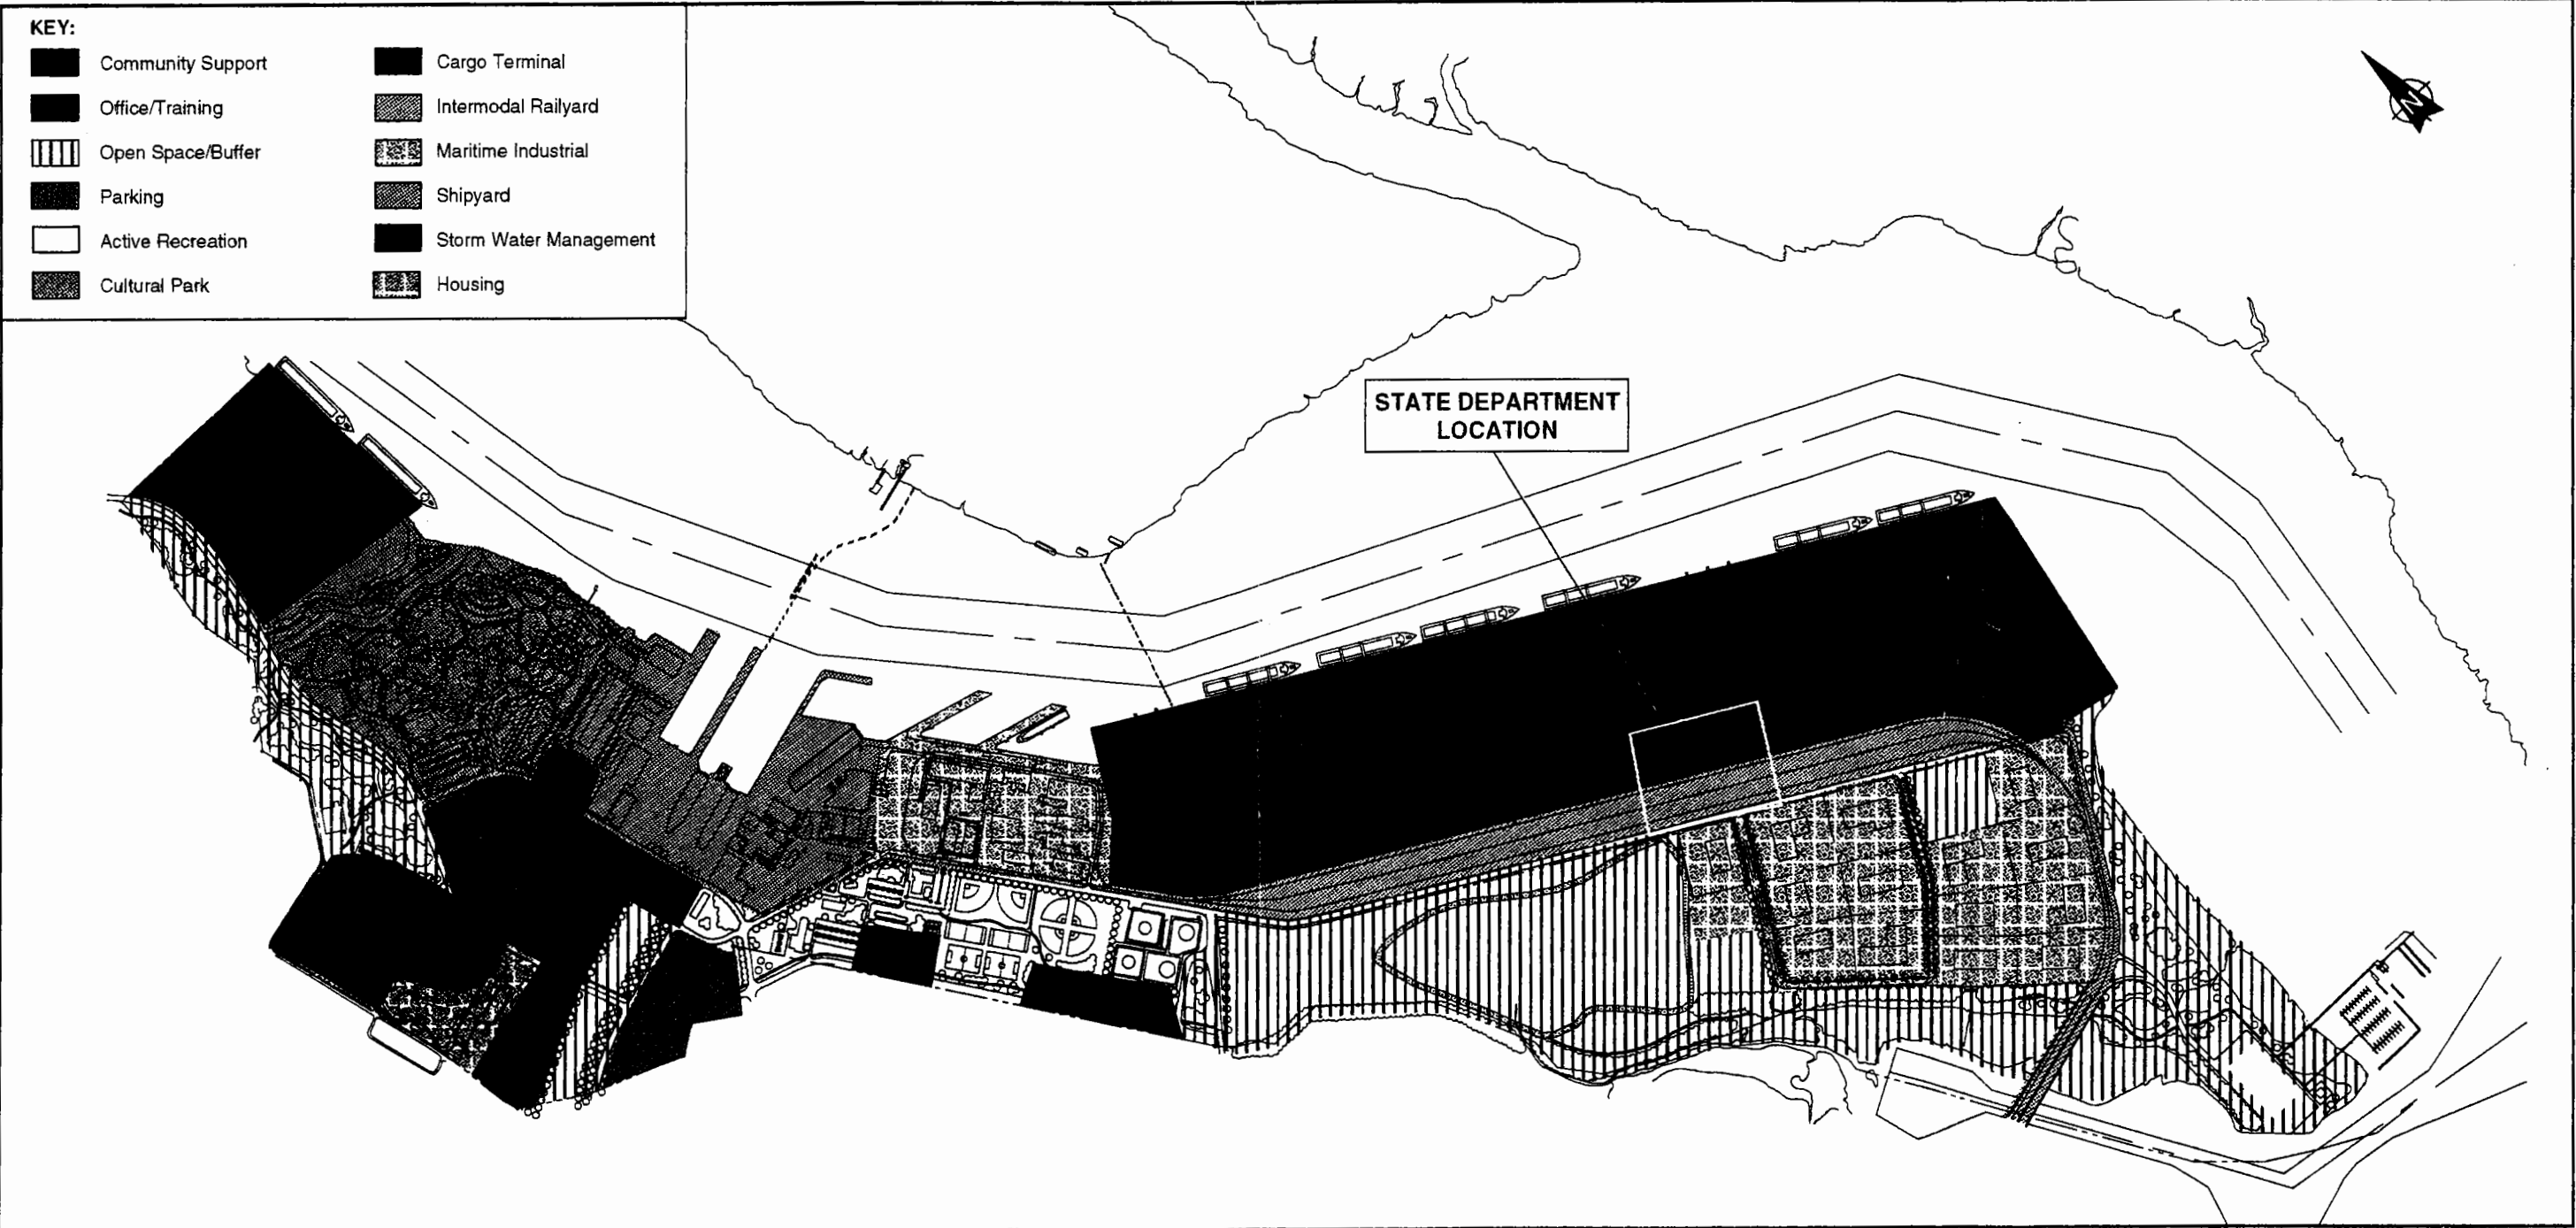 KEY:
Community Support
Office/Training
Open Space/Buffer
Parking
Active Recreation
Cultural Park
Cargo Terminal
Intermodal Railyard
Maritime Industrial
Shipyard
Storm Water Management
Housing
N
STATE DEPARTMENT
LOCATION